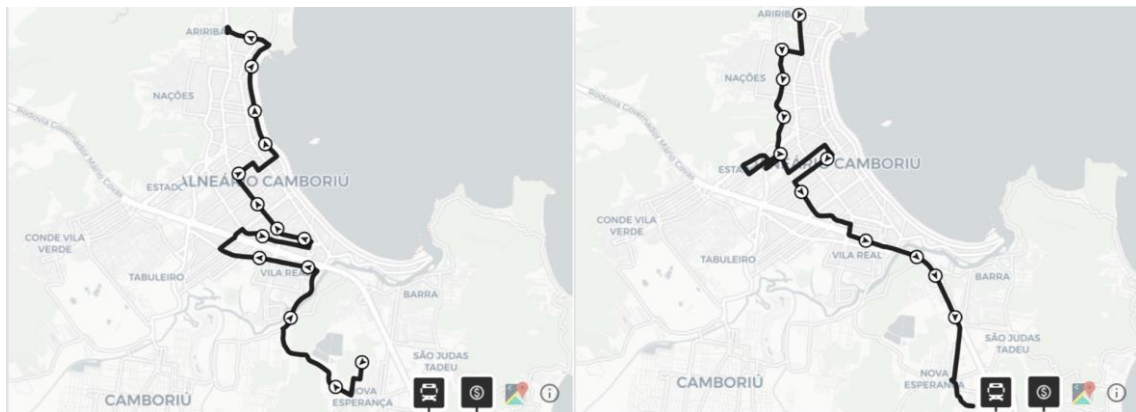 ARIRIBÁ
NAÇÕES
Rodovia Governador Mário Covas
ESTADO
ALNEÁRIO CAMBORIÚ
CONDE VILA
VERDE
TABULEIRO
VILA REAL
BARRA
SÃO JUDAS
TADEU
NOVA
ESPERANÇA
CAMBORIÚ
ARIRIB
NAÇÕES
Rodovia Governador Mário Covas
ESTA
NEÁRIO CAMBORIÚ
CONDE VILA
VERDE
TABULEIRO
VILA REAL
BARRA
SÃO JUDAS
TADEU
NOVA
ESPERANÇA
CAMBORIÚ